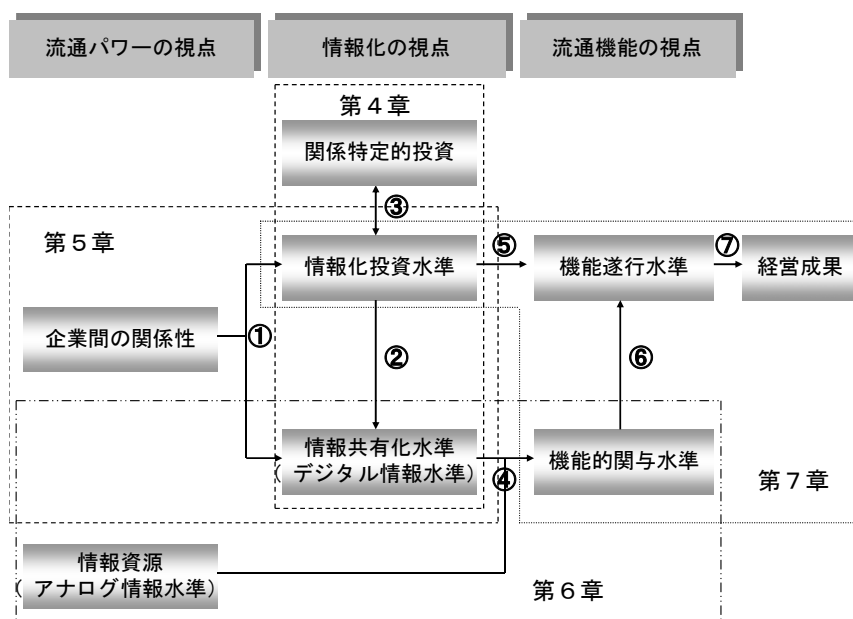 流通パワーの視点
情報化の視点
流通機能の視点
第４章
関係特定的投資
③
第５章
情報化投資水準
⑤
機能遂行水準
⑦
経営成果
企業間の関係性
①
②
⑥
情報共有化水準
(デジタル情報水準)
④
機能的関与水準
第７章
情報資源
(アナログ情報水準)
第６章